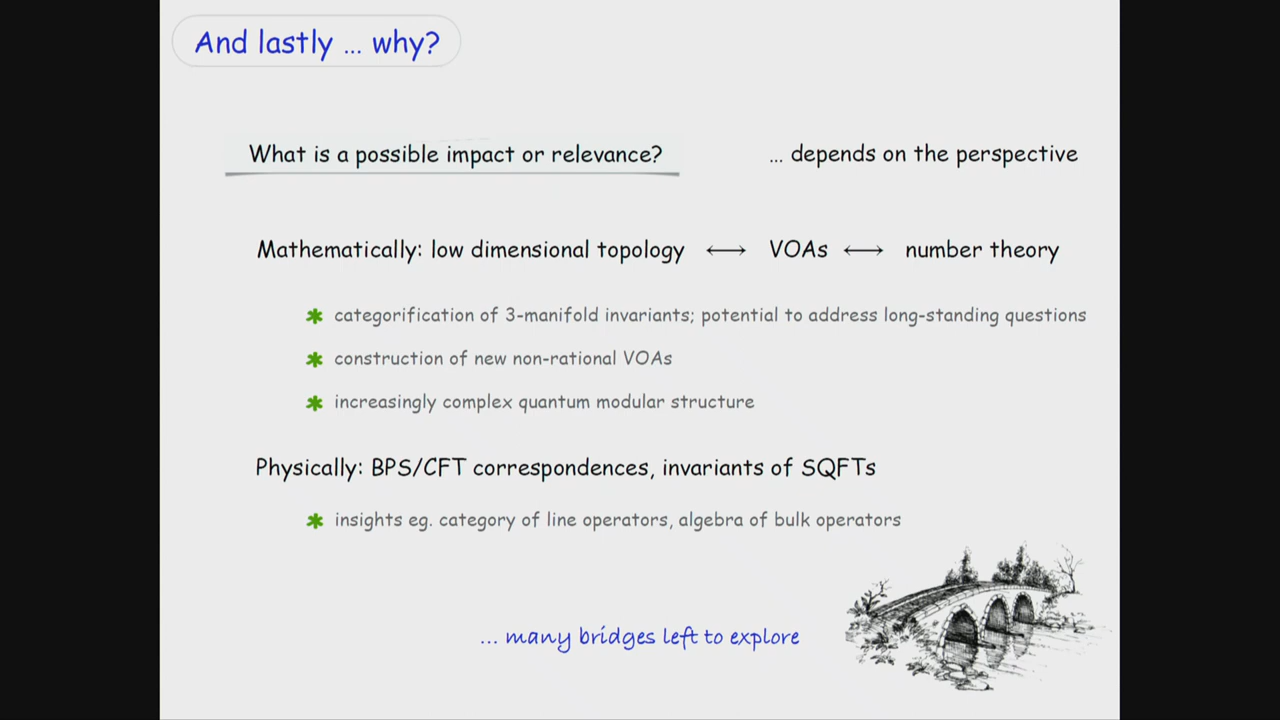 And lastly ... why?
What is a possible impact or relevance? ... depends on the perspective
Mathematically: low dimensional topology ⟷ VOAs ⟷ number theory
✱ categorification of 3-manifold invariants; potential to address long-standing questions
✱ construction of new non-rational VOAs
✱ increasingly complex quantum modular structure
Physically: BPS/CFT correspondences, invariants of SQFTs
✱ insights eg. category of line operators, algebra of bulk operators
... many bridges left to explore